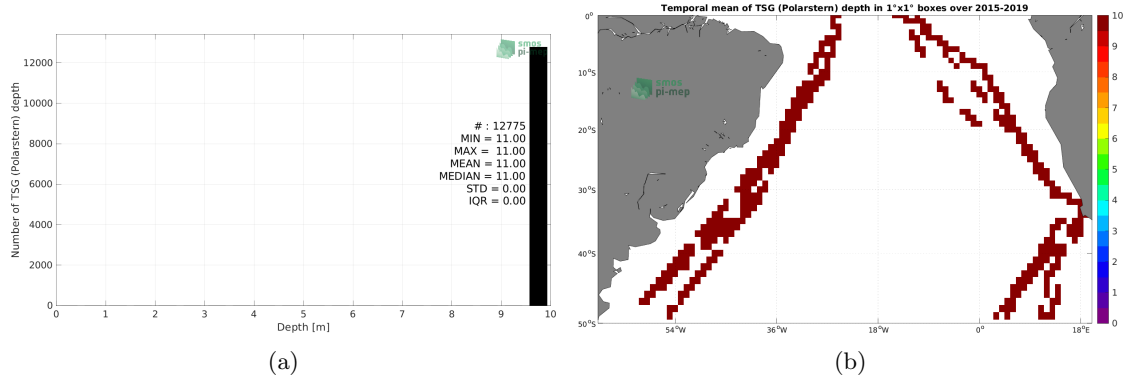 smos
pi-mep
12000
10000
8000
6000
4000
2000
0
Number of TSG (Polarstern) depth
# : 12775
MIN = 11.00
MAX = 11.00
MEAN = 11.00
MEDIAN = 11.00
STD = 0.00
IQR = 0.00
0 1 2 3 4 5 6 7 8 9 10
Depth [m]
(a)
Temporal mean of TSG (Polarstern) depth in 1°x1° boxes over 2015-2019
smos
pi-mep
0°
10°S
20°S
30°S
40°S
50°S
54°W 36°W 18°W 0° 18°E
10
9
8
7
6
5
4
3
2
1
0
(b)